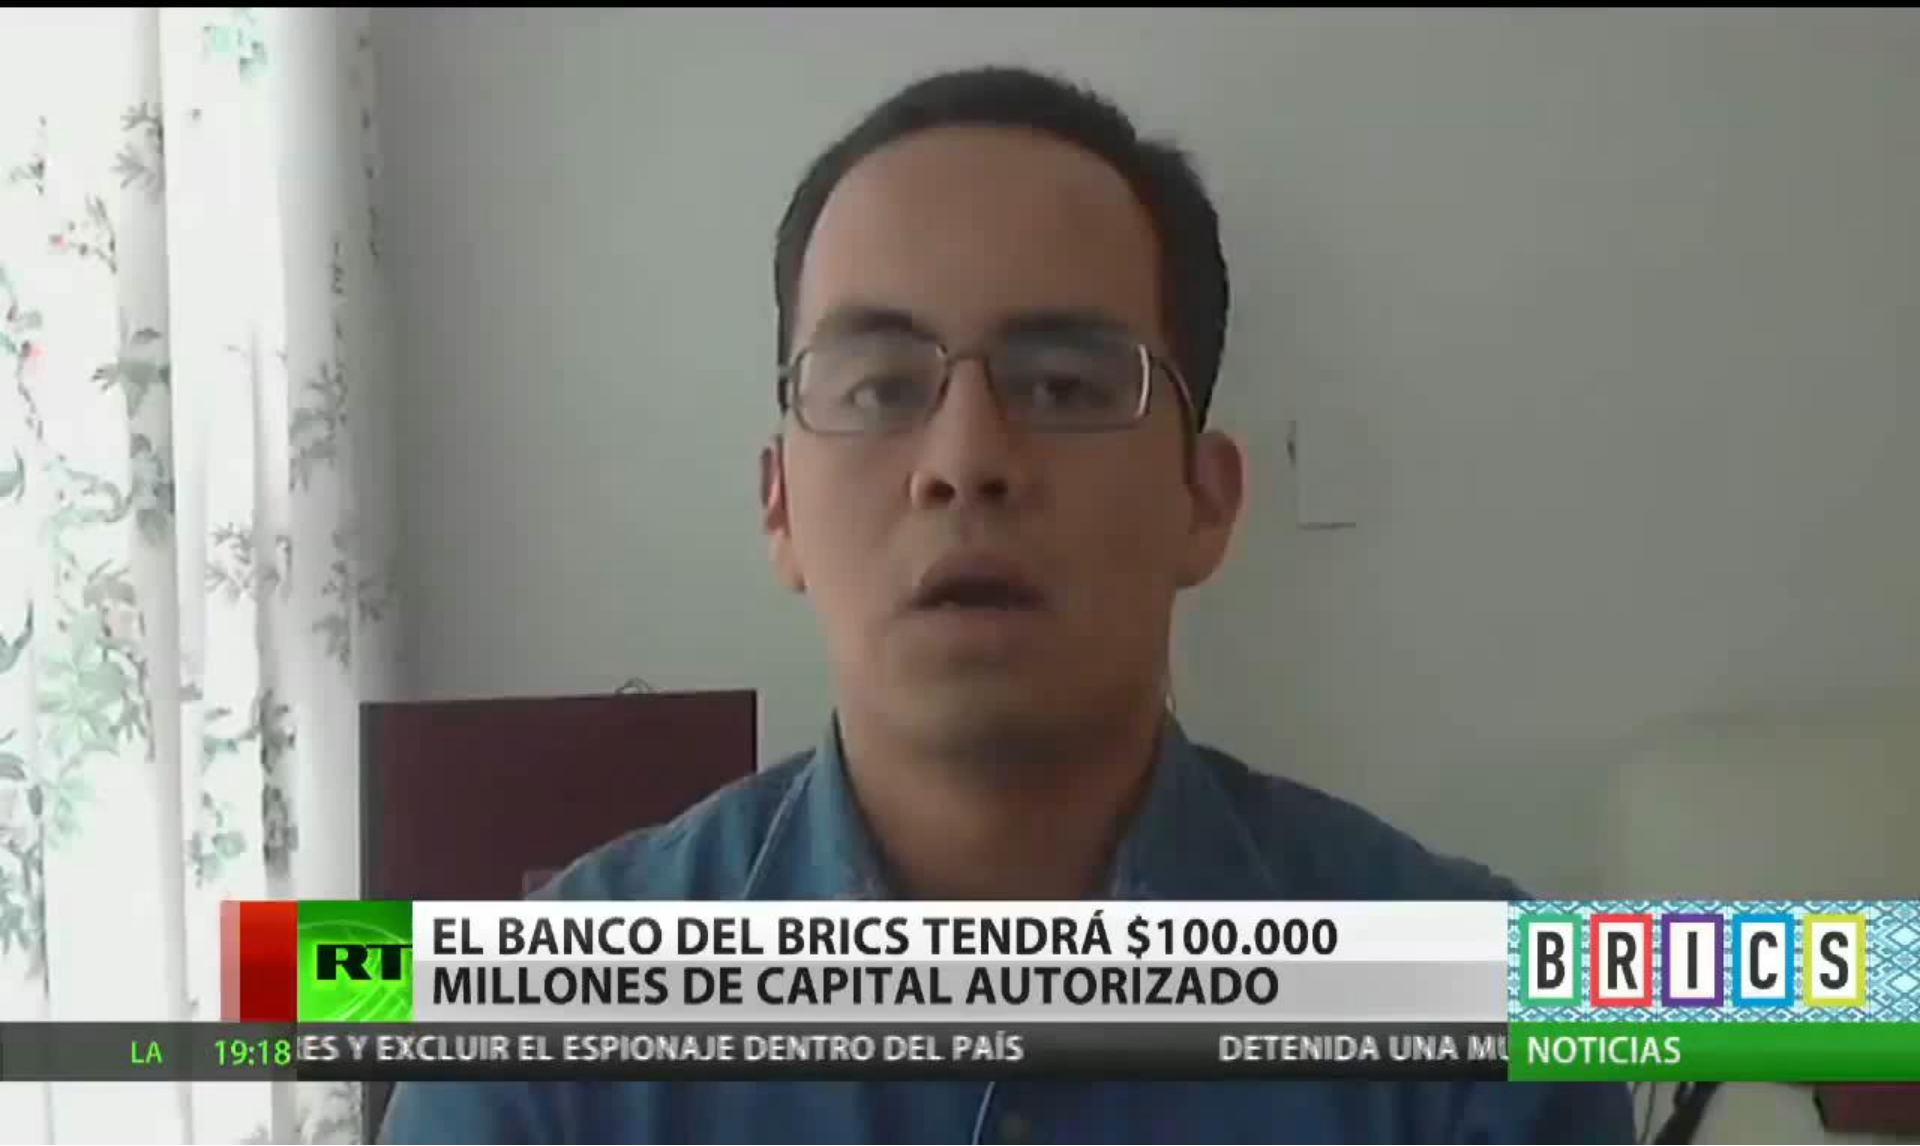 RT
EL BANCO DEL BRICS TENDRÁ $100.000
MILLONES DE CAPITAL AUTORIZADO
BRICS
LA 19:18
ES Y EXCLUIR EL ESPIONAJE DENTRO DEL PAÍS DETENIDA UNA
NOTICIAS